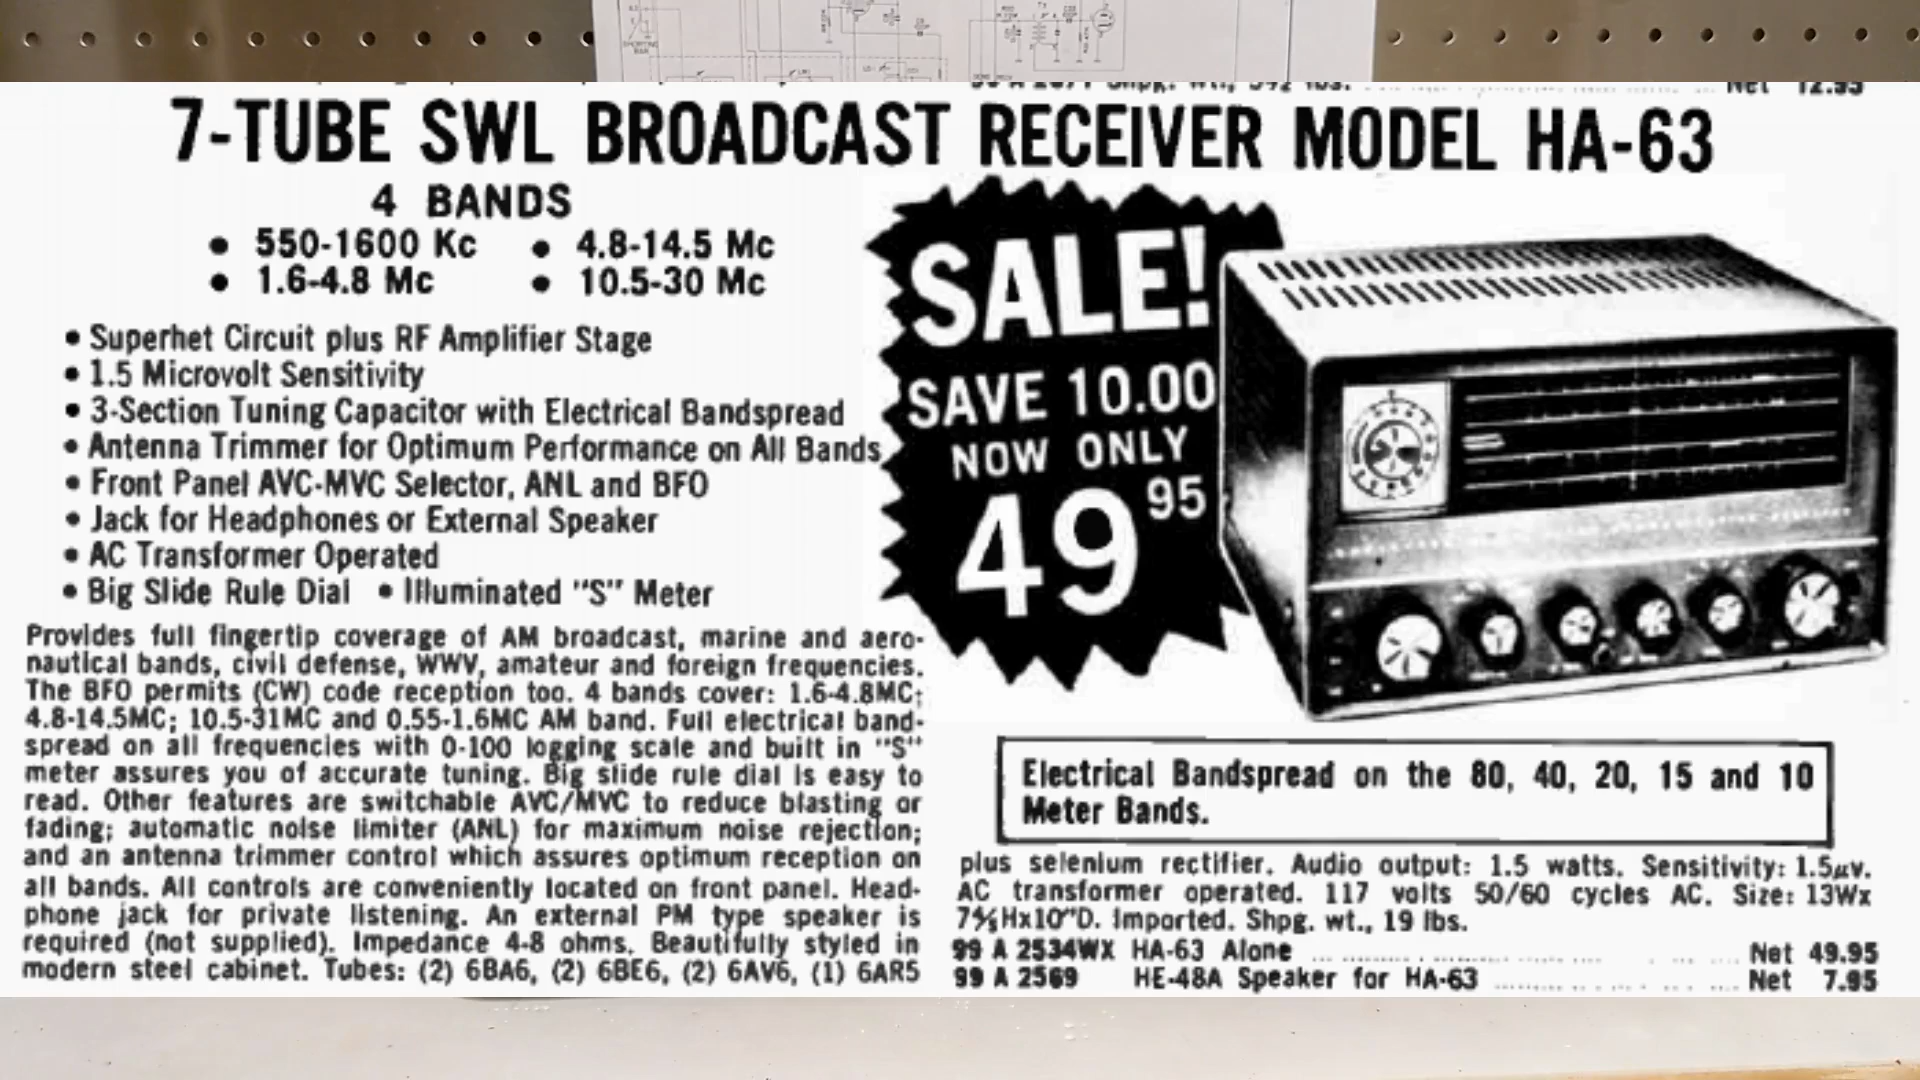 Net 12.95
7-TUBE SWL BROADCAST RECEIVER MODEL HA-63
4 BANDS
• 550-1600 Kc • 4.8-14.5 Mc
• 1.6-4.8 Mc • 10.5-30 Mc
• Superhet Circuit plus RF Amplifier Stage
• 1.5 Microvolt Sensitivity
• 3-Section Tuning Capacitor with Electrical Bandspread
• Antenna Trimmer for Optimum Performance on All Bands
• Front Panel AVC-MVC Selector, ANL and BFO
• Jack for Headphones or External Speaker
• AC Transformer Operated
• Big Slide Rule Dial • Illuminated "S" Meter
SALE!
SAVE 10.00
NOW ONLY
49 95
Provides full fingertip coverage of AM broadcast, marine and aero-
nautical bands, civil defense, WWV, amateur and foreign frequencies.
The BFO permits (CW) code reception too. 4 bands cover: 1.6-4.8MC;
4.8-14.5MC; 10.5-31MC and 0.55-1.6MC AM band. Full electrical band-
spread on all frequencies with 0-100 logging scale and built in "S"
meter assures you of accurate tuning. Big slide rule dial is easy to
read. Other features are switchable AVC/MVC to reduce blasting or
fading; automatic noise limiter (ANL) for maximum noise rejection;
and an antenna trimmer control which assures optimum reception on
all bands. All controls are conveniently located on front panel. Head-
phone jack for private listening. An external PM type speaker is
required (not supplied). Impedance 4-8 ohms. Beautifully styled in
modern steel cabinet. Tubes: (2) 6BA6, (2) 6BE6, (2) 6AV6, (1) 6AR5
Electrical Bandspread on the 80, 40, 20, 15 and 10
Meter Bands.
plus selenium rectifier. Audio output: 1.5 watts. Sensitivity: 1.5µv.
AC transformer operated. 117 volts 50/60 cycles AC. Size: 13Wx
Hx10"D. Imported. Shpg. wt., 19 lbs.
99 A 2534WX HA-63 Alone Net 49.95
99 A 2569 HE-48A Speaker for HA-63 Net 7.95